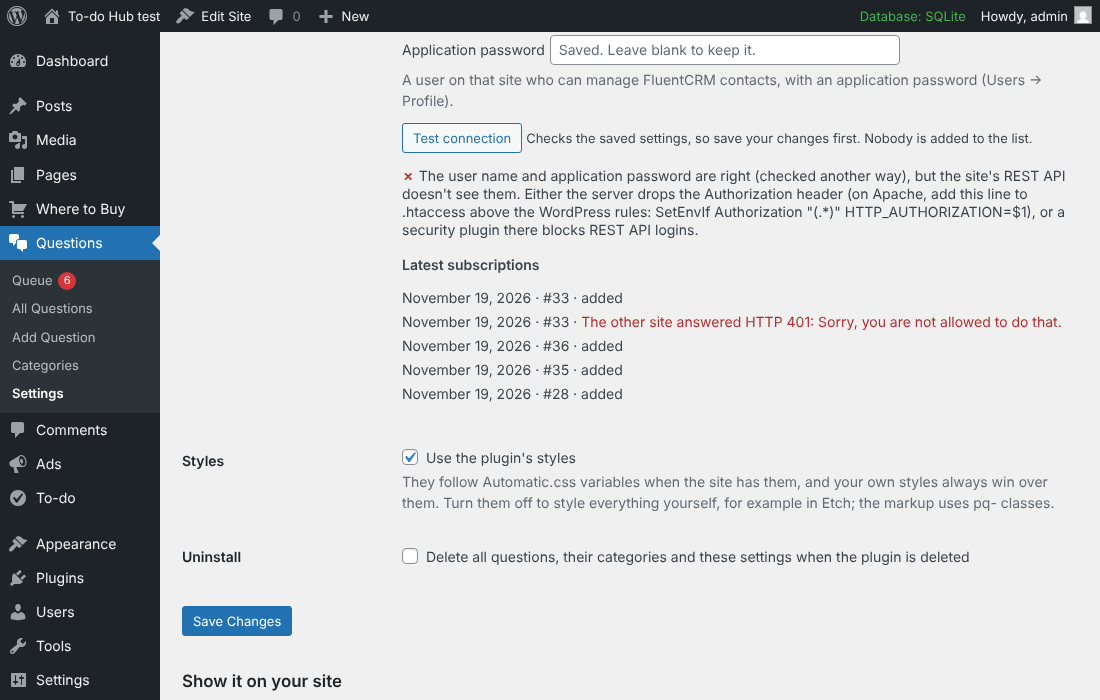 To-do Hub test
Edit Site
0
New
Database: SQLite
Howdy, admin
Dashboard
Posts
Media
Pages
Where to Buy
Questions
Queue 6
All Questions
Add Question
Categories
Settings
Comments
Ads
To-do
Appearance
Plugins
Users
Tools
Settings
Application password Saved. Leave blank to keep it.
A user on that site who can manage FluentCRM contacts, with an application password (Users →
Profile).
Test connection Checks the saved settings, so save your changes first. Nobody is added to the list.
× The user name and application password are right (checked another way), but the site's REST API
doesn't see them. Either the server drops the Authorization header (on Apache, add this line to
.htaccess above the WordPress rules: SetEnvIf Authorization "(.*)" HTTP_AUTHORIZATION=$1), or a
security plugin there blocks REST API logins.
Latest subscriptions
November 19, 2026 · #33 · added
November 19, 2026 · #33 · The other site answered HTTP 401: Sorry, you are not allowed to do that.
November 19, 2026 · #36 · added
November 19, 2026 · #35 · added
November 19, 2026 · #28 · added
Styles
Use the plugin's styles
They follow Automatic.css variables when the site has them, and your own styles always win over
them. Turn them off to style everything yourself, for example in Etch; the markup uses pq- classes.
Uninstall
Delete all questions, their categories and these settings when the plugin is deleted
Save Changes
Show it on your site